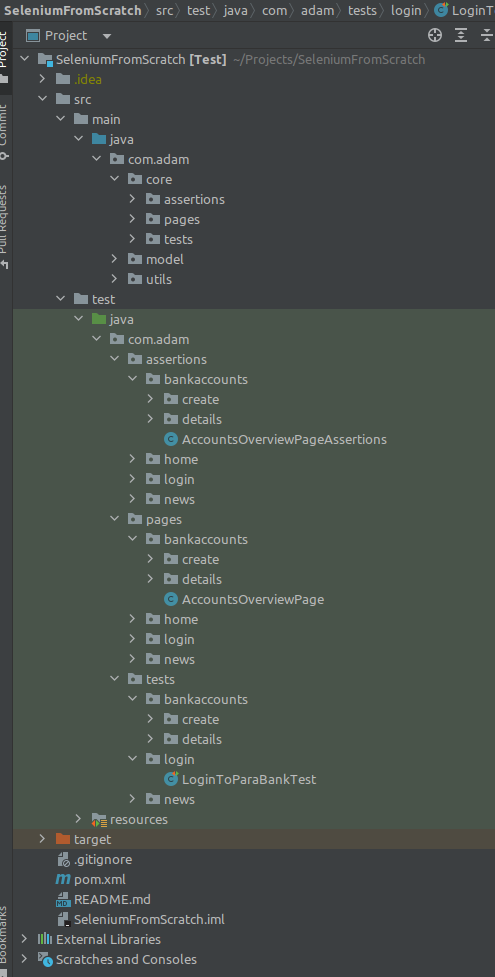 SeleniumFromScratch 〉 src 〉 test 〉 java 〉 com 〉 adam 〉 tests 〉 login 〉 LoginT
Project
SeleniumFromScratch [Test] ~/Projects/SeleniumFromScratch
.idea
src
main
java
com.adam
core
assertions
pages
tests
model
utils
test
java
com.adam
assertions
bankaccounts
create
details
AccountsOverviewPageAssertions
home
login
news
pages
bankaccounts
create
details
AccountsOverviewPage
home
login
news
tests
bankaccounts
create
details
login
LoginToParaBankTest
news
resources
target
.gitignore
pom.xml
README.md
SeleniumFromScratch.iml
External Libraries
Scratches and Consoles
Project
Commit
Pull Requests
Bookmarks